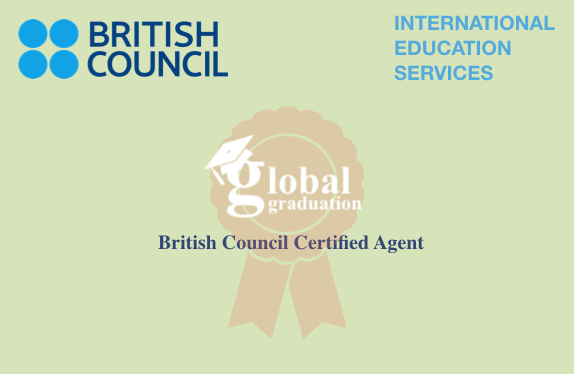 BRITISH
COUNCIL
INTERNATIONAL
EDUCATION
SERVICES
global
graduation
British Council Certified Agent